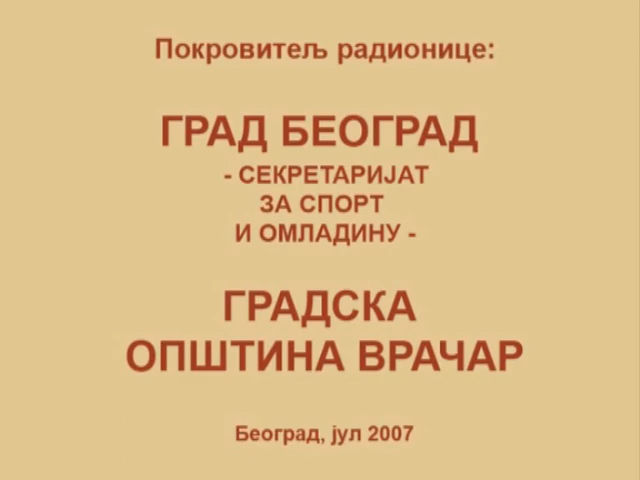 Покровитељ радионице:
ГРАД БЕОГРАД
- СЕКРЕТАРИЈАТ
ЗА СПОРТ
И ОМЛАДИНУ -
ГРАДСКА
ОПШТИНА ВРАЧАР
Београд, јул 2007